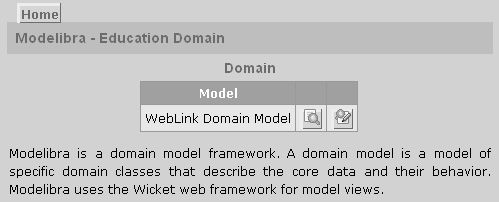 Home
Modelibra - Education Domain
Domain
Model
WebLink Domain Model
Modelibra is a domain model framework. A domain model is a model of
specific domain classes that describe the core data and their behavior.
Modelibra uses the Wicket web framework for model views.